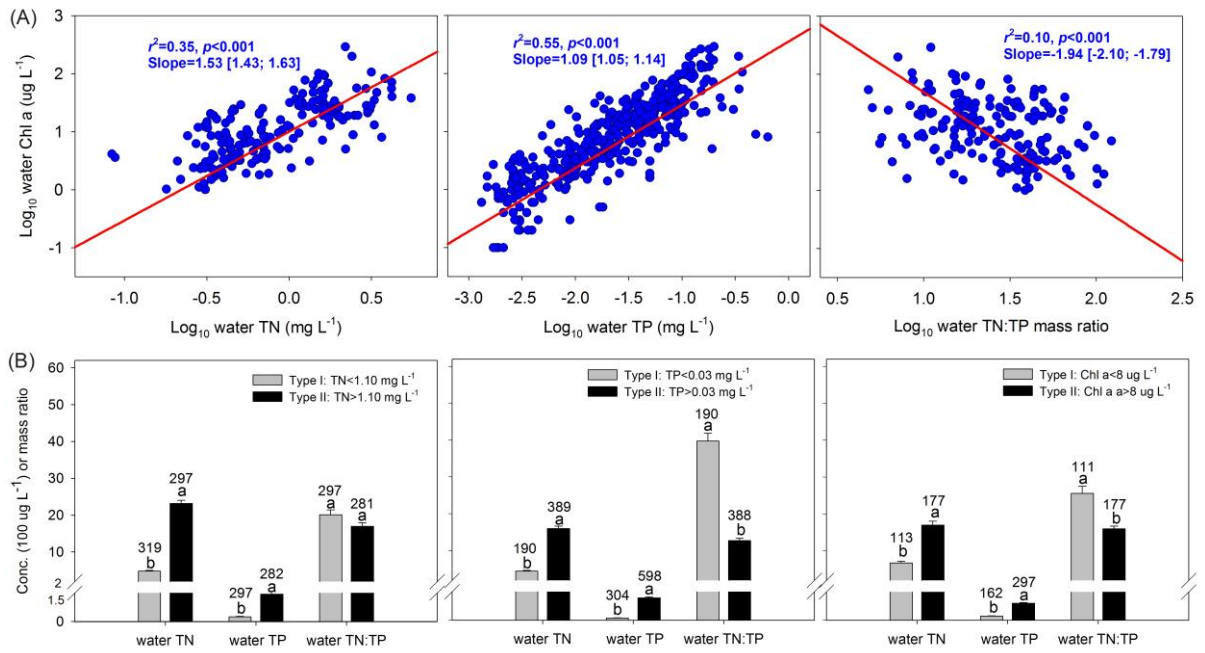 (A)
Log10 water Chl a (ug L-1)
3
2
1
0
-1
r2=0.35, p<0.001
Slope=1.53 [1.43; 1.63]
-1.0 -0.5 0.0 0.5
Log10 water TN (mg L-1)
r2=0.55, p<0.001
Slope=1.09 [1.05; 1.14]
-3.0 -2.5 -2.0 -1.5 -1.0 -0.5 0.0
Log10 water TP (mg L-1)
r2=0.10, p<0.001
Slope=-1.94 [-2.10; -1.79]
0.5 1.0 1.5 2.0 2.5
Log10 water TN:TP mass ratio
(B)
Conc. (100 ug L-1) or mass ratio
60
50
40
30
20
10
2
1.5
0
Type I: TN<1.10 mg L-1
Type II: TN>1.10 mg L-1
319
b
297
a
297
b
282
a
297
a
281
a
water TN water TP water TN:TP
Type I: TP<0.03 mg L-1
Type II: TP>0.03 mg L-1
190
b
389
a
304
b
598
a
190
a
388
b
water TN water TP water TN:TP
Type I: Chl a<8 ug L-1
Type II: Chl a a>8 ug L-1
113
b
177
a
162
b
297
a
111
a
177
b
water TN water TP water TN:TP